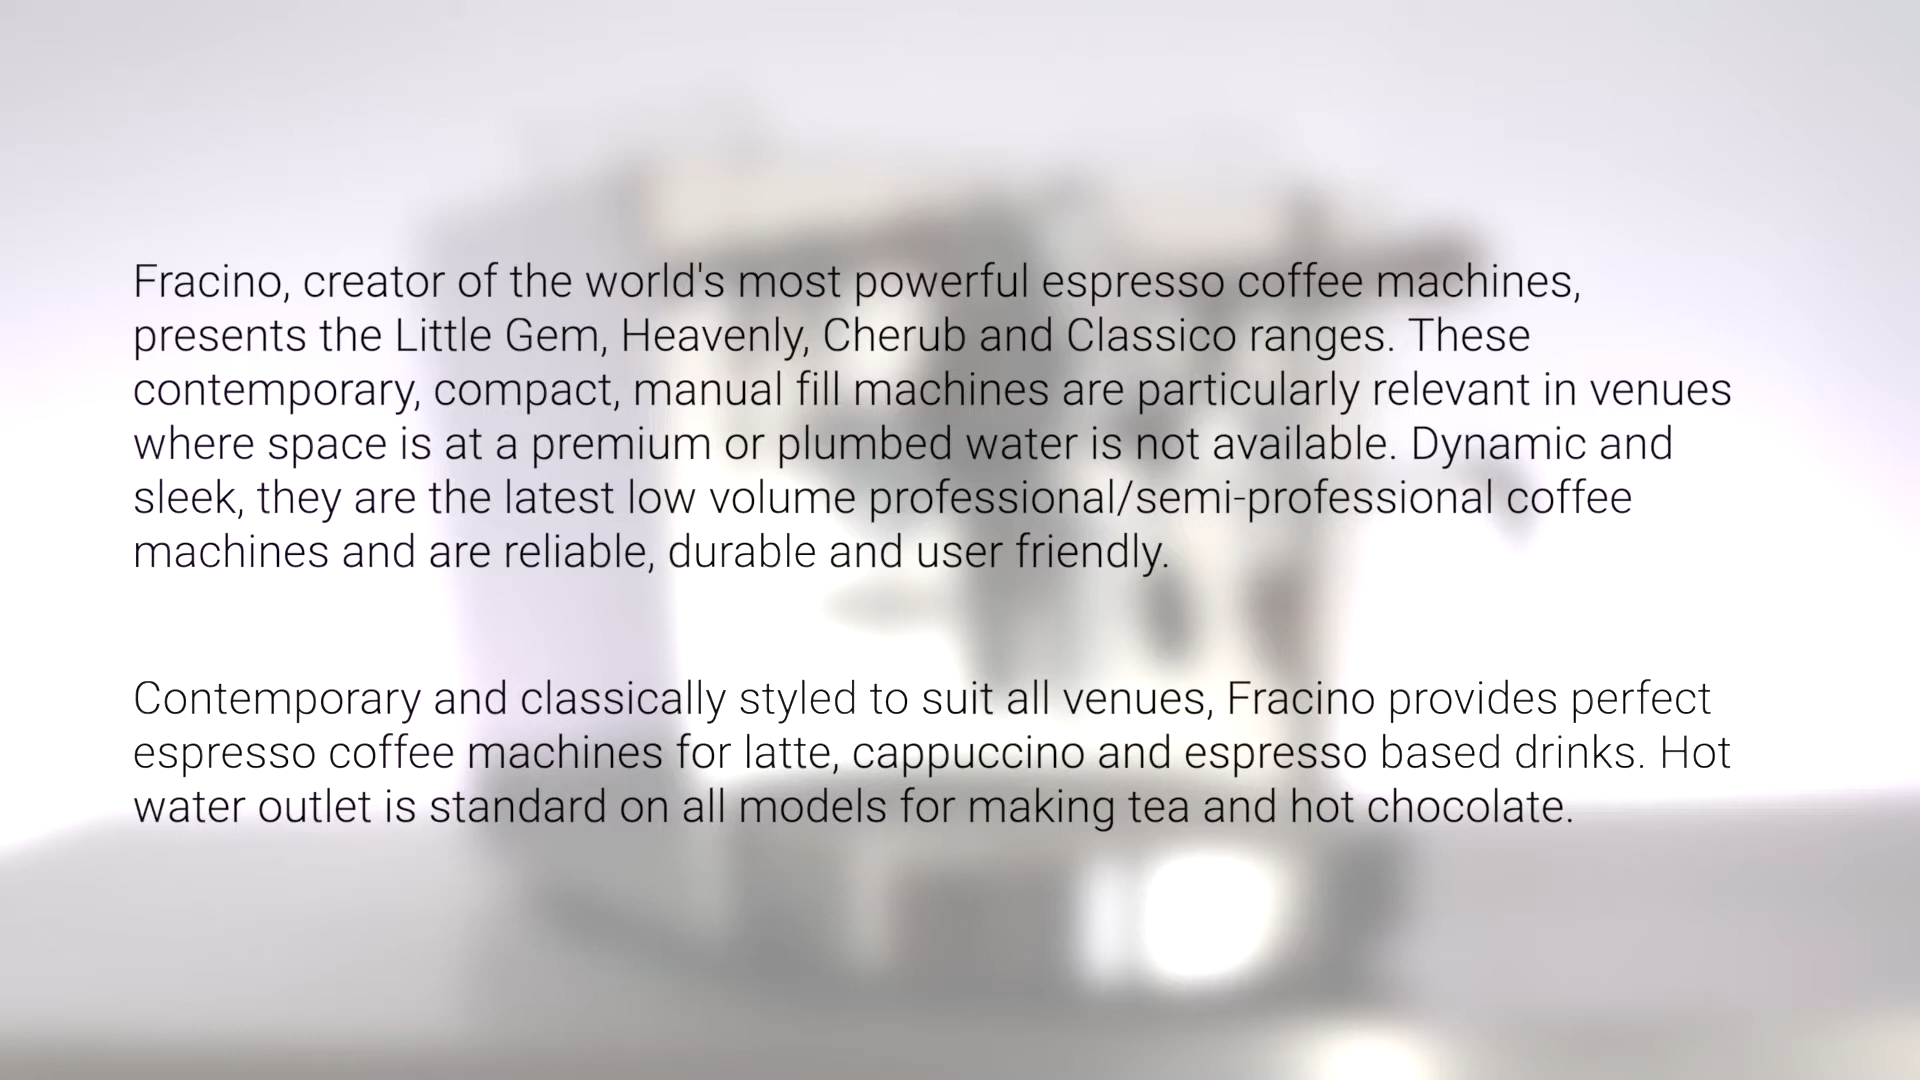 Fracino, creator of the world's most powerful espresso coffee machines,
presents the Little Gem, Heavenly, Cherub and Classico ranges. These
contemporary, compact, manual fill machines are particularly relevant in venues
where space is at a premium or plumbed water is not available. Dynamic and
sleek, they are the latest low volume professional/semi-professional coffee
machines and are reliable, durable and user friendly.
Contemporary and classically styled to suit all venues, Fracino provides perfect
espresso coffee machines for latte, cappuccino and espresso based drinks. Hot
water outlet is standard on all models for making tea and hot chocolate.